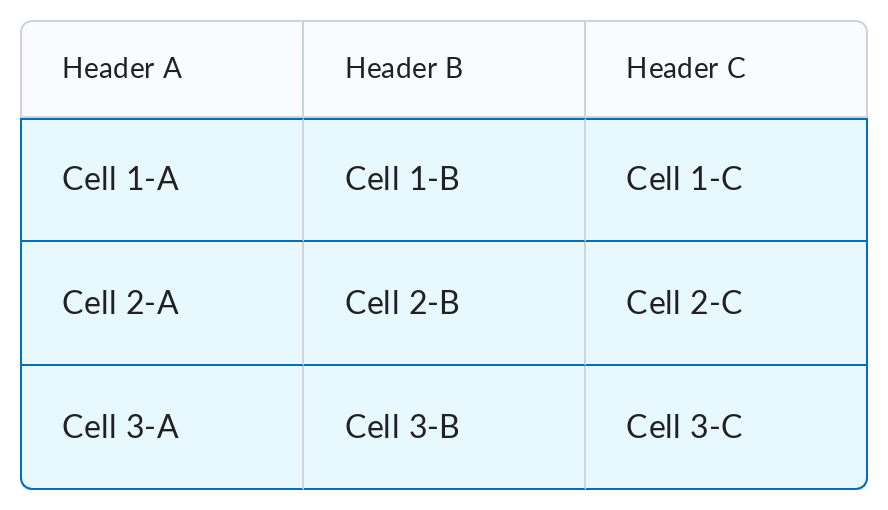 Header A Header B Header C
Cell 1-A Cell 1-B Cell 1-C
Cell 2-A Cell 2-B Cell 2-C
Cell 3-A Cell 3-B Cell 3-C